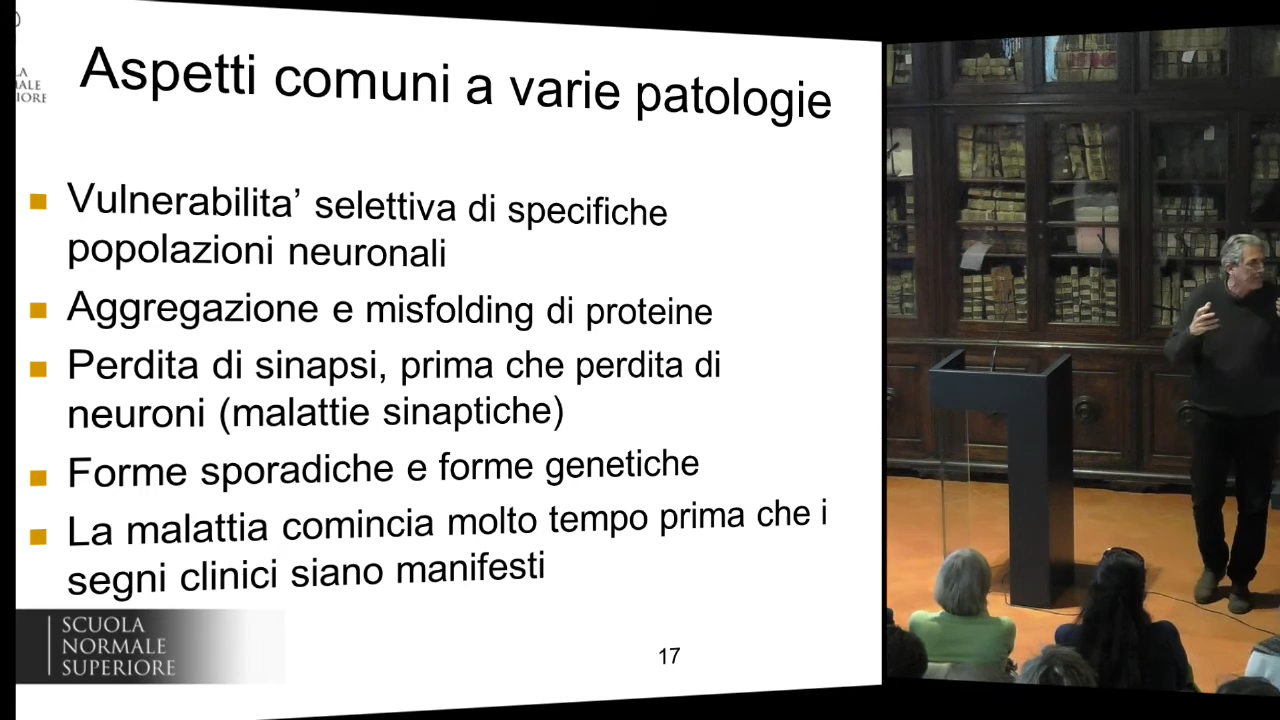 Aspetti comuni a varie patologie
Vulnerabilita' selettiva di specifiche
popolazioni neuronali
Aggregazione e misfolding di proteine
Perdita di sinapsi, prima che perdita di
neuroni (malattie sinaptiche)
Forme sporadiche e forme genetiche
La malattia comincia molto tempo prima che i
segni clinici siano manifesti
SCUOLA
NORMALE
SUPERIORE
17